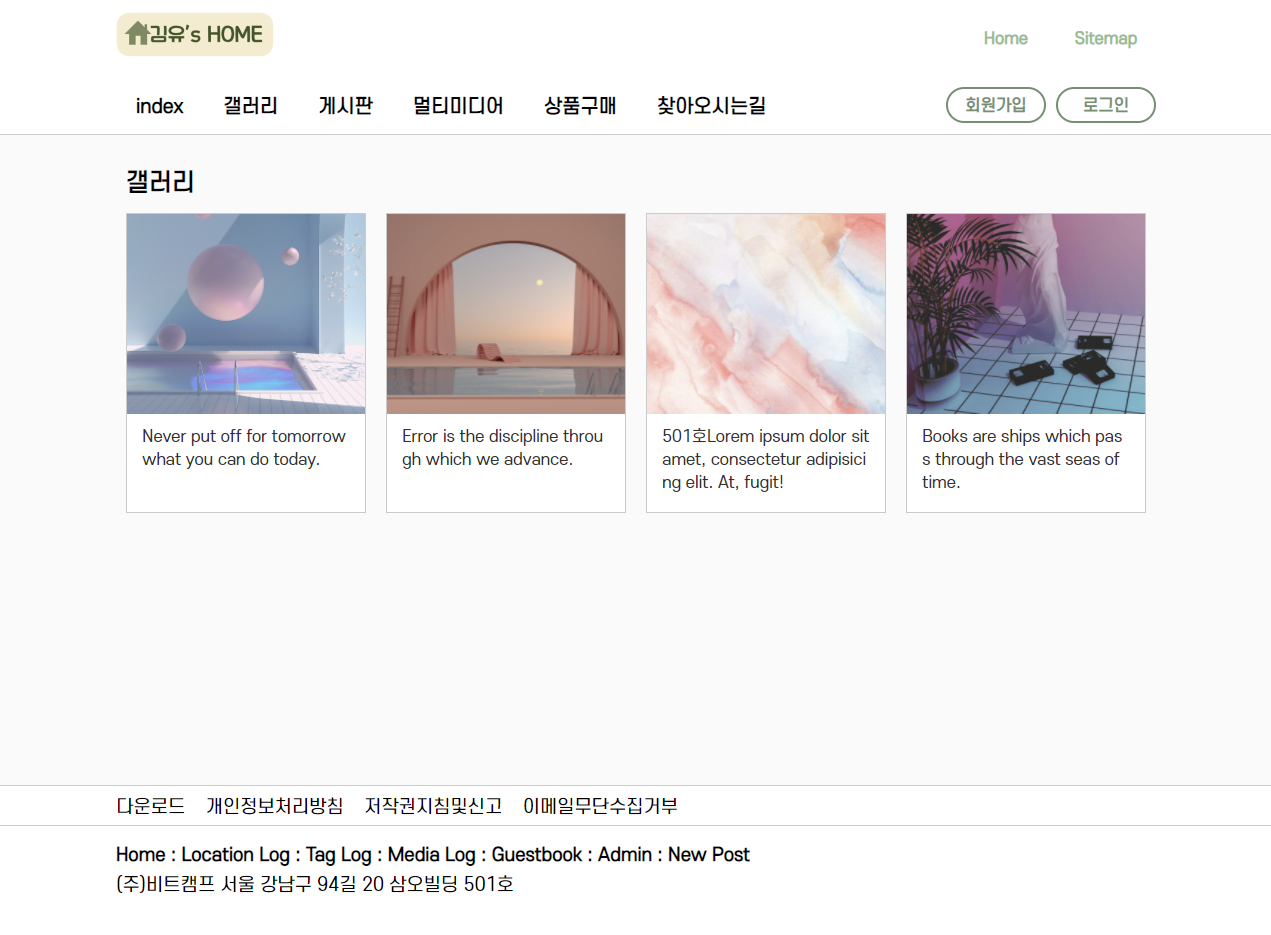 김유's HOME
Home Sitemap
index 갤러리 게시판 멀티미디어 상품구매 찾아오시는길 회원가입 로그인
갤러리
Never put off for tomorrow
what you can do today.
Error is the discipline throu
gh which we advance.
501호Lorem ipsum dolor sit
amet, consectetur adipisici
ng elit. At, fugit!
Books are ships which pas
s through the vast seas of
time.
다운로드 개인정보처리방침 저작권지침및신고 이메일무단수집거부
Home : Location Log : Tag Log : Media Log : Guestbook : Admin : New Post
(주)비트캠프 서울 강남구 94길 20 삼오빌딩 501호